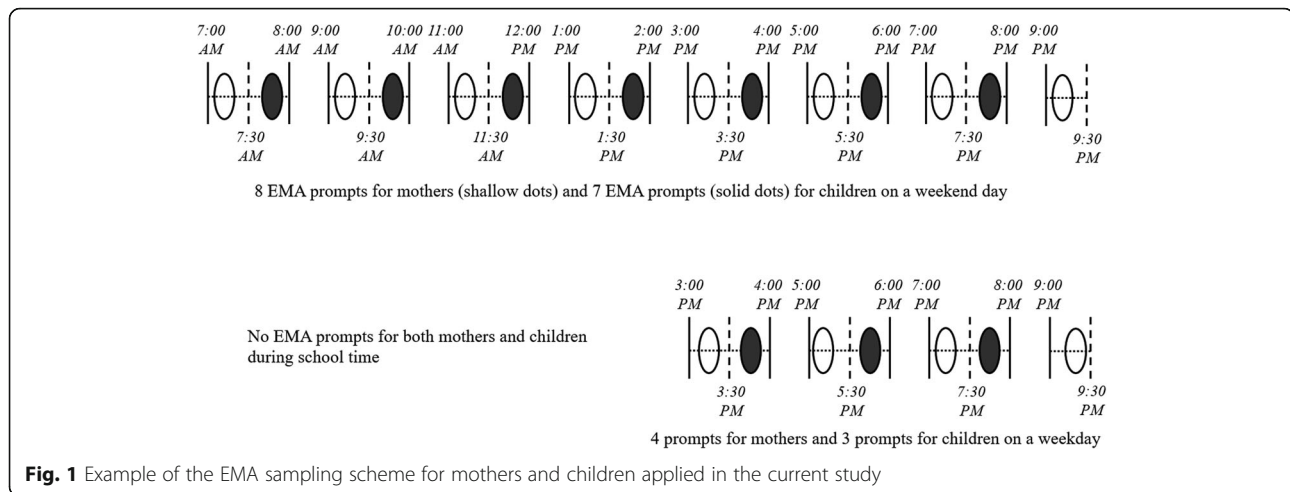 7:00 8:00 9:00 10:00 11:00 12:00 1:00 2:00 3:00 4:00 5:00 6:00 7:00 8:00 9:00
AM AM AM AM AM PM PM PM PM PM PM PM PM PM PM
7:30 9:30 11:30 1:30 3:30 5:30 7:30 9:30
AM AM AM PM PM PM PM PM
8 EMA prompts for mothers (shallow dots) and 7 EMA prompts (solid dots) for children on a weekend day
3:00 4:00 5:00 6:00 7:00 8:00 9:00
PM PM PM PM PM PM PM
No EMA prompts for both mothers and children
during school time
3:30 5:30 7:30 9:30
PM PM PM PM
4 prompts for mothers and 3 prompts for children on a weekday
Fig. 1 Example of the EMA sampling scheme for mothers and children applied in the current study